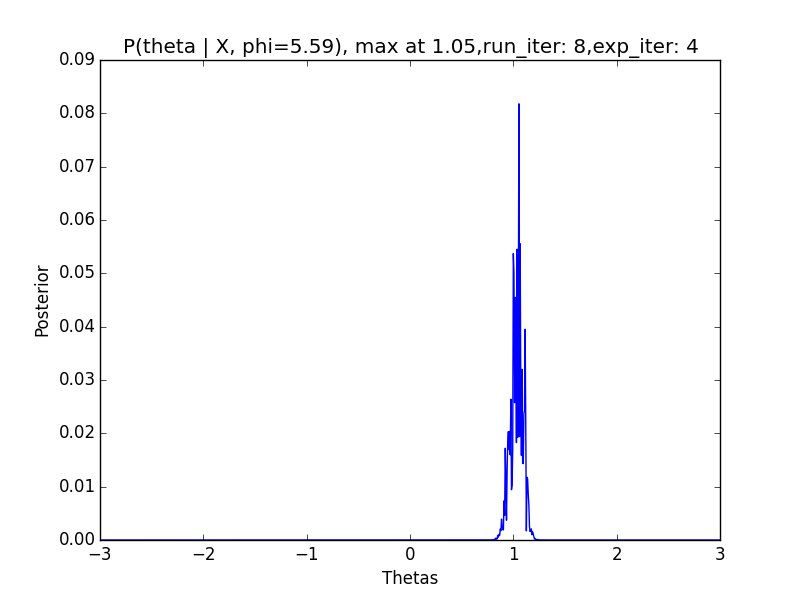 P(theta | X, phi=5.59), max at 1.05,run_iter: 8,exp_iter: 4
0.09
0.08
0.07
0.06
0.05
0.04
0.03
0.02
0.01
0.00
Posterior
−3 −2 −1 0 1 2 3
Thetas